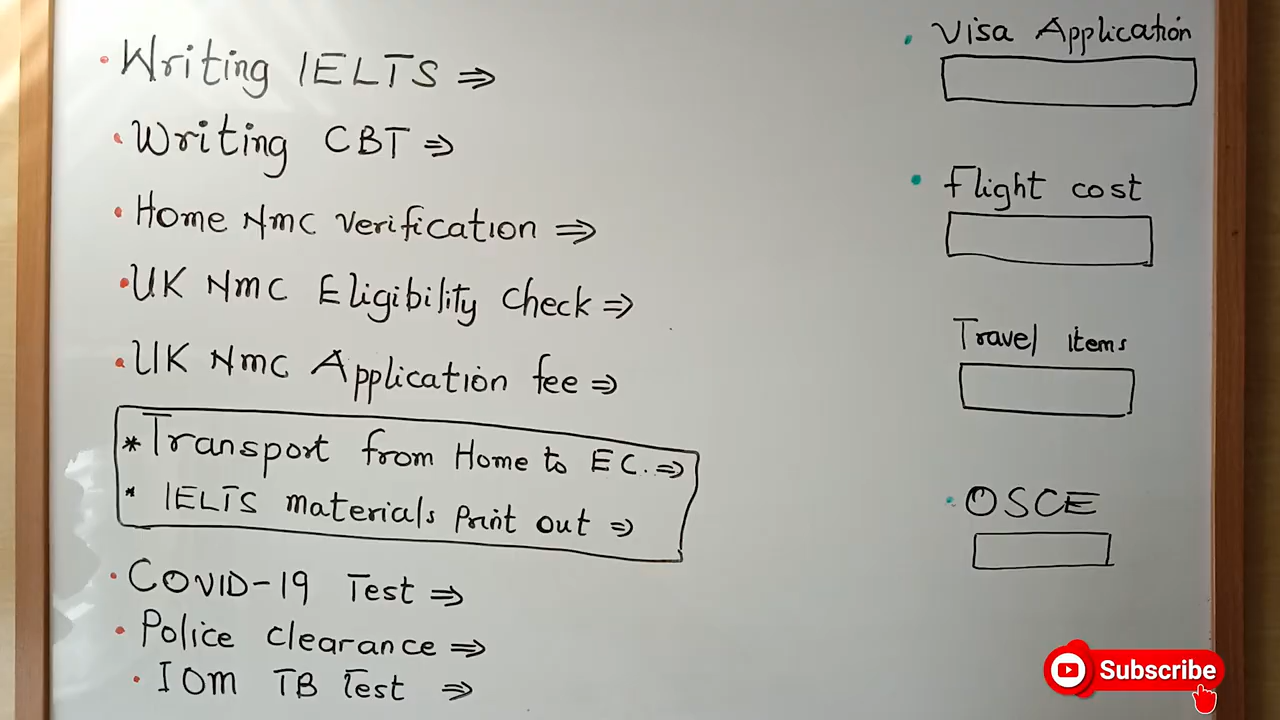 Writing IELTS ⇒
Writing CBT ⇒
Home NMC verification ⇒
UK NMC Eligibility check ⇒
UK NMC Application fee ⇒
* Transport from Home to EC. ⇒
* IELTS materials Print out ⇒
COVID-19 Test ⇒
Police clearance ⇒
IOM TB Test ⇒
Visa Application
flight cost
Travel items
OSCE
Subscribe